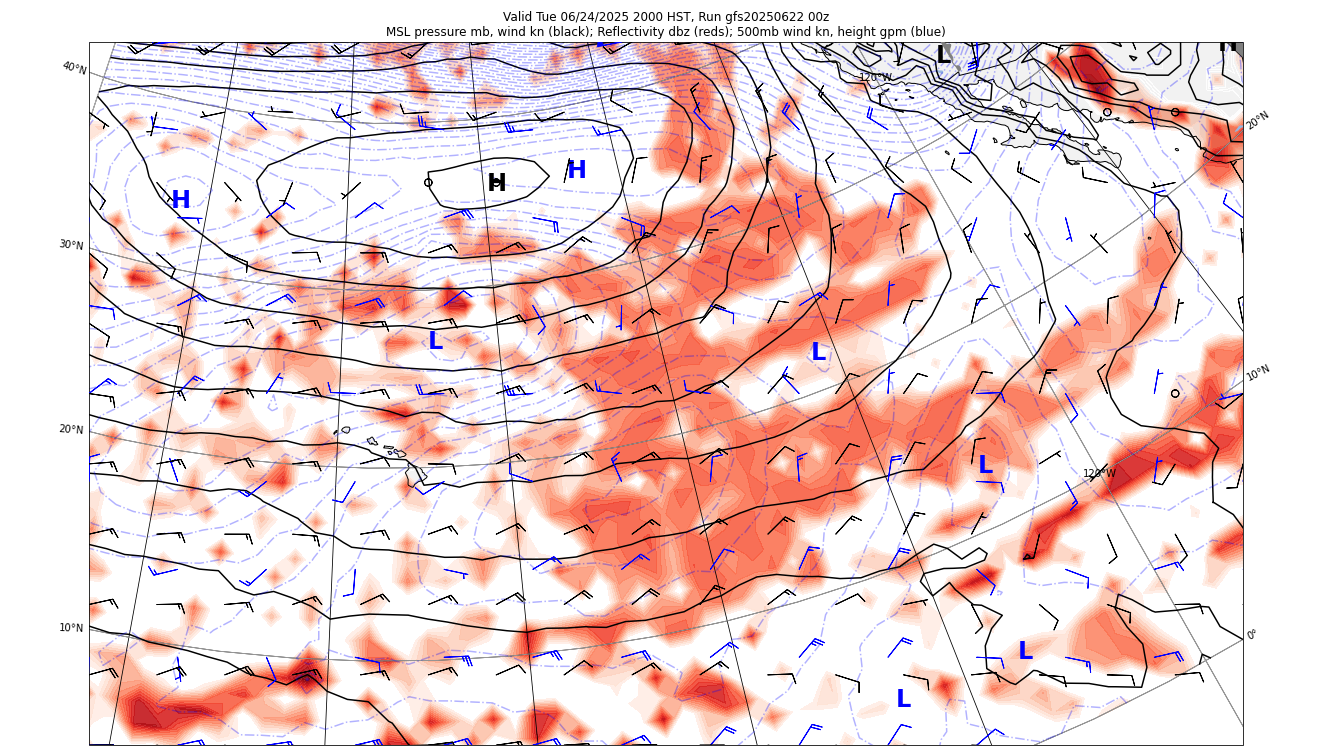 Valid Tue 06/24/2025 2000 HST, Run gfs20250622 00z
MSL pressure mb, wind kn (black); Reflectivity dbz (reds); 500mb wind kn, height gpm (blue)
H
L
40°N
120°W
20°N
H
H
H
30°N
L
L
10°N
20°N
L
120°W
10°N
0°
L
L